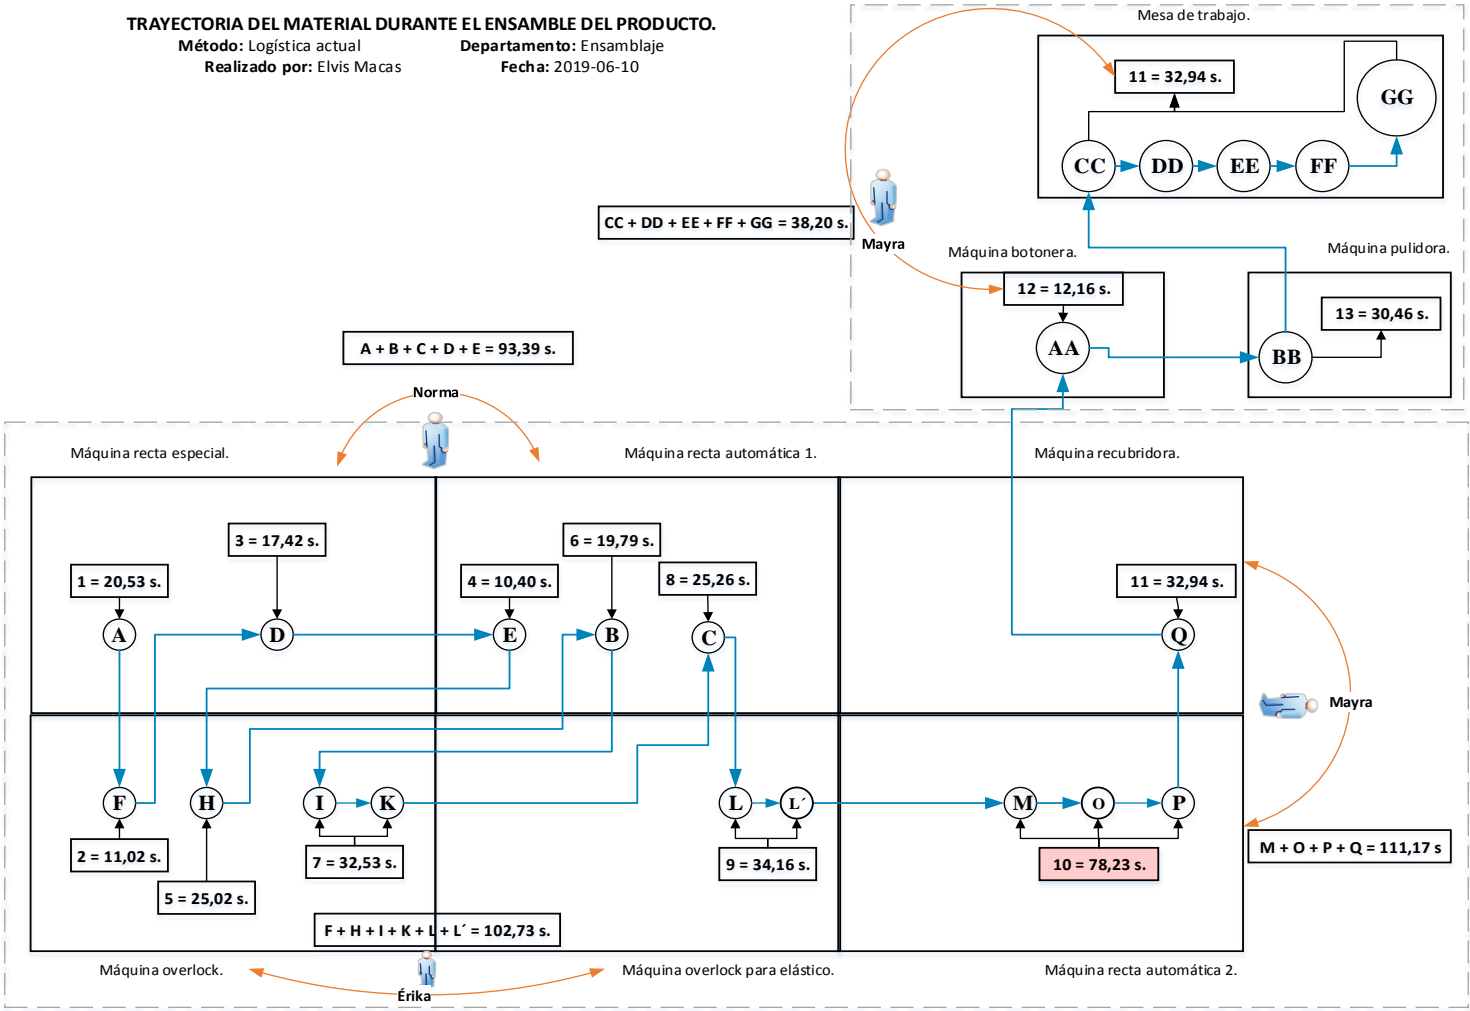 TRAYECTORIA DEL MATERIAL DURANTE EL ENSAMBLE DEL PRODUCTO.
Método: Logística actual
Departamento: Ensamblaje
Realizado por: Elvis Macas
Fecha: 2019-06-10
Mesa de trabajo.
11 = 32,94 s.
GG
CC
DD
EE
FF
CC + DD + EE + FF + GG = 38,20 s.
Mayra
Máquina botonera.
Máquina pulidora.
12 = 12,16 s.
13 = 30,46 s.
AA
BB
A + B + C + D + E = 93,39 s.
Norma
Máquina recta especial.
Máquina recta automática 1.
Máquina recubridora.
3 = 17,42 s.
6 = 19,79 s.
1 = 20,53 s.
4 = 10,40 s.
8 = 25,26 s.
11 = 32,94 s.
A
D
E
B
C
Q
Mayra
F
H
I
K
L
L´
M
O
P
2 = 11,02 s.
7 = 32,53 s.
9 = 34,16 s.
10 = 78,23 s.
M + O + P + Q = 111,17 s
5 = 25,02 s.
F + H + I + K + L + L´ = 102,73 s.
Máquina overlock.
Máquina overlock para elástico.
Máquina recta automática 2.
Érika